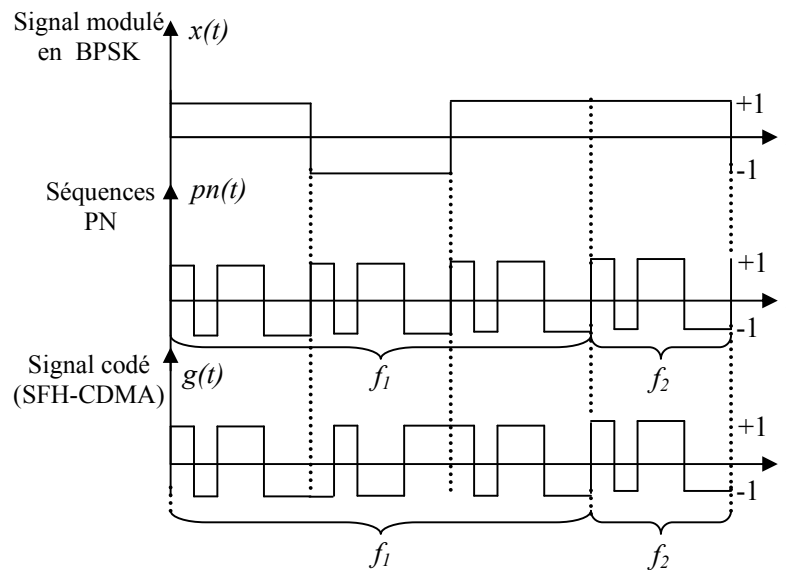 Signal modulé
en BPSK
x(t)
+1
-1
Séquences
PN
pn(t)
+1
-1
f1
f2
Signal codé
(SFH-CDMA)
g(t)
+1
-1
f1
f2